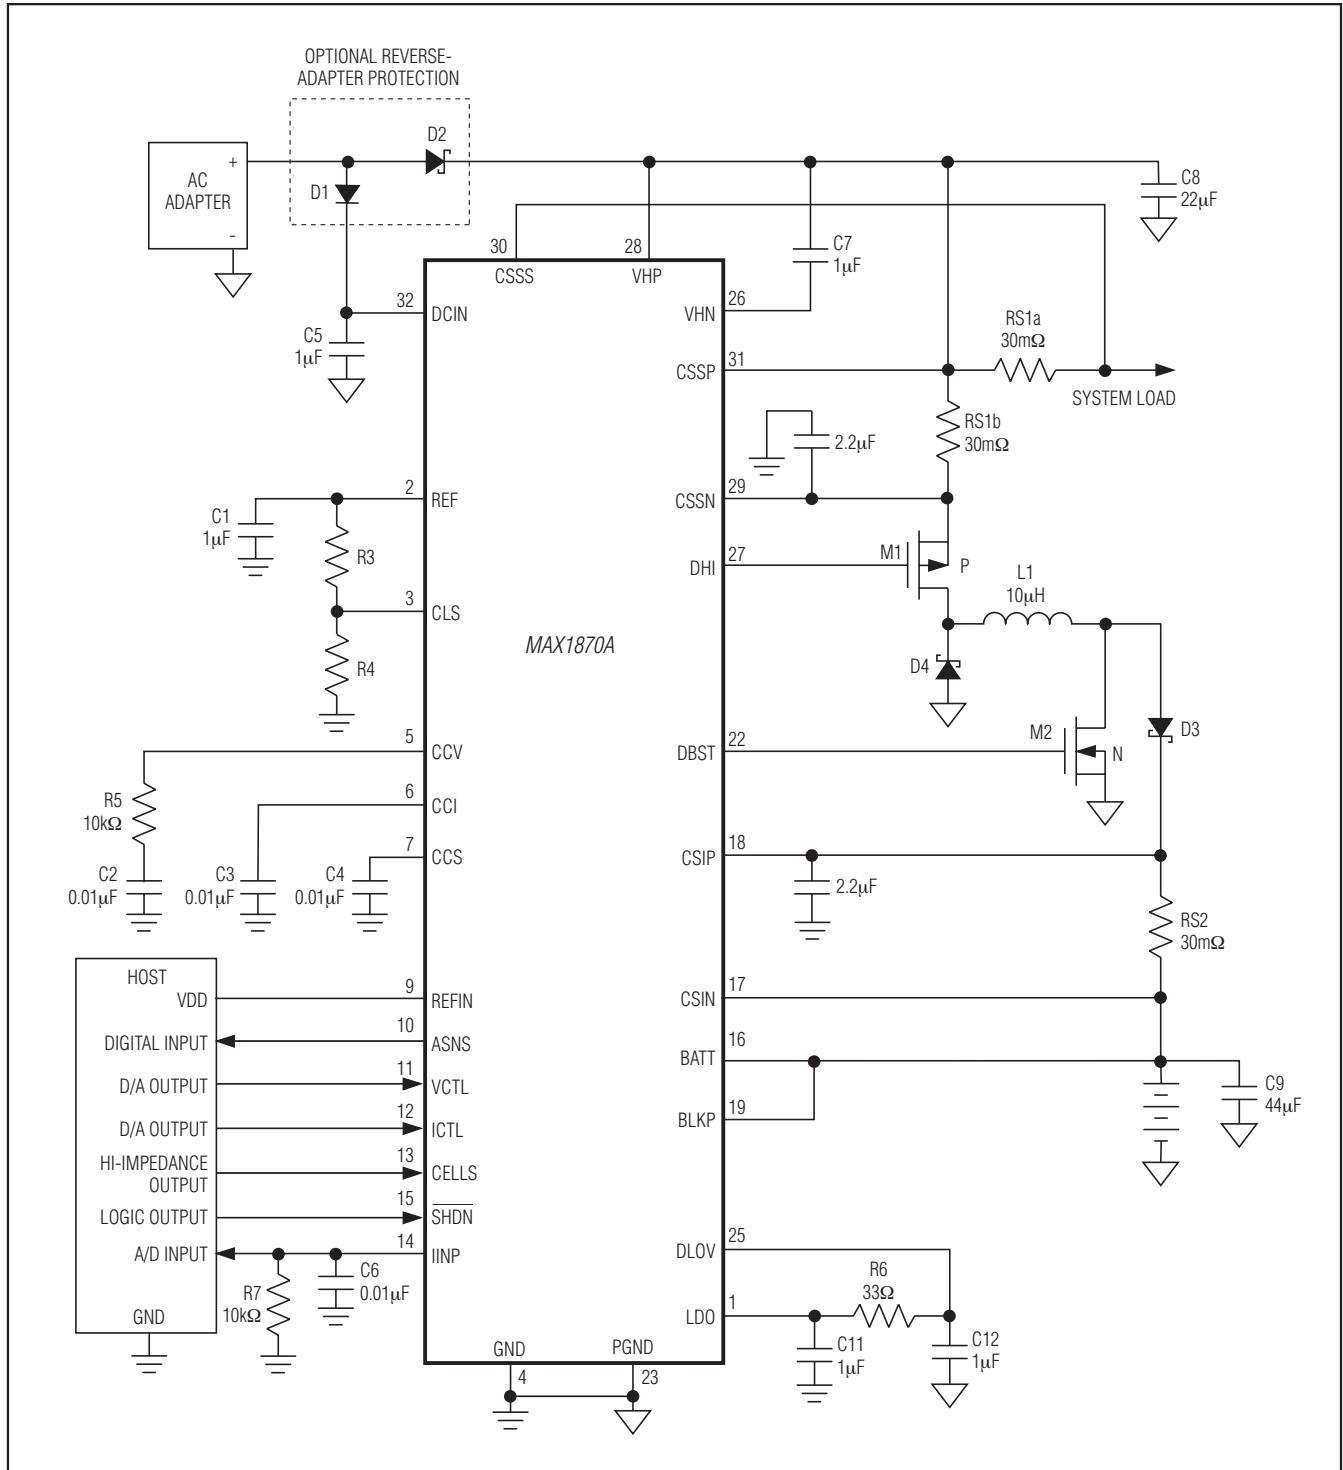 OPTIONAL REVERSE-
ADAPTER PROTECTION
D2
+
AC
ADAPTER
-
D1
C8
22µF
30
CSSS
28
VHP
C7
1µF
32
DCIN
26
VHN
C5
1µF
RS1a
30mΩ
31
CSSP
SYSTEM LOAD
RS1b
30mΩ
2.2µF
2
REF
29
CSSN
C1
1µF
R3
27
DHI
M1
P
L1
10µH
3
CLS
MAX1870A
R4
D4
5
CCV
22
DBST
M2
N
D3
R5
10kΩ
6
CCI
7
CCS
18
CSIP
C2
0.01µF
C3
0.01µF
C4
0.01µF
2.2µF
RS2
30mΩ
HOST
VDD
9
REFIN
17
CSIN
DIGITAL INPUT
10
ASNS
16
BATT
D/A OUTPUT
11
VCTL
C9
44µF
D/A OUTPUT
12
ICTL
19
BLKP
HI-IMPEDANCE
OUTPUT
13
CELLS
LOGIC OUTPUT
15
SHDN
A/D INPUT
14
IINP
25
DLOV
R7
10kΩ
C6
0.01µF
R6
33Ω
GND
1
LDO
C11
1µF
C12
1µF
GND
4
PGND
23